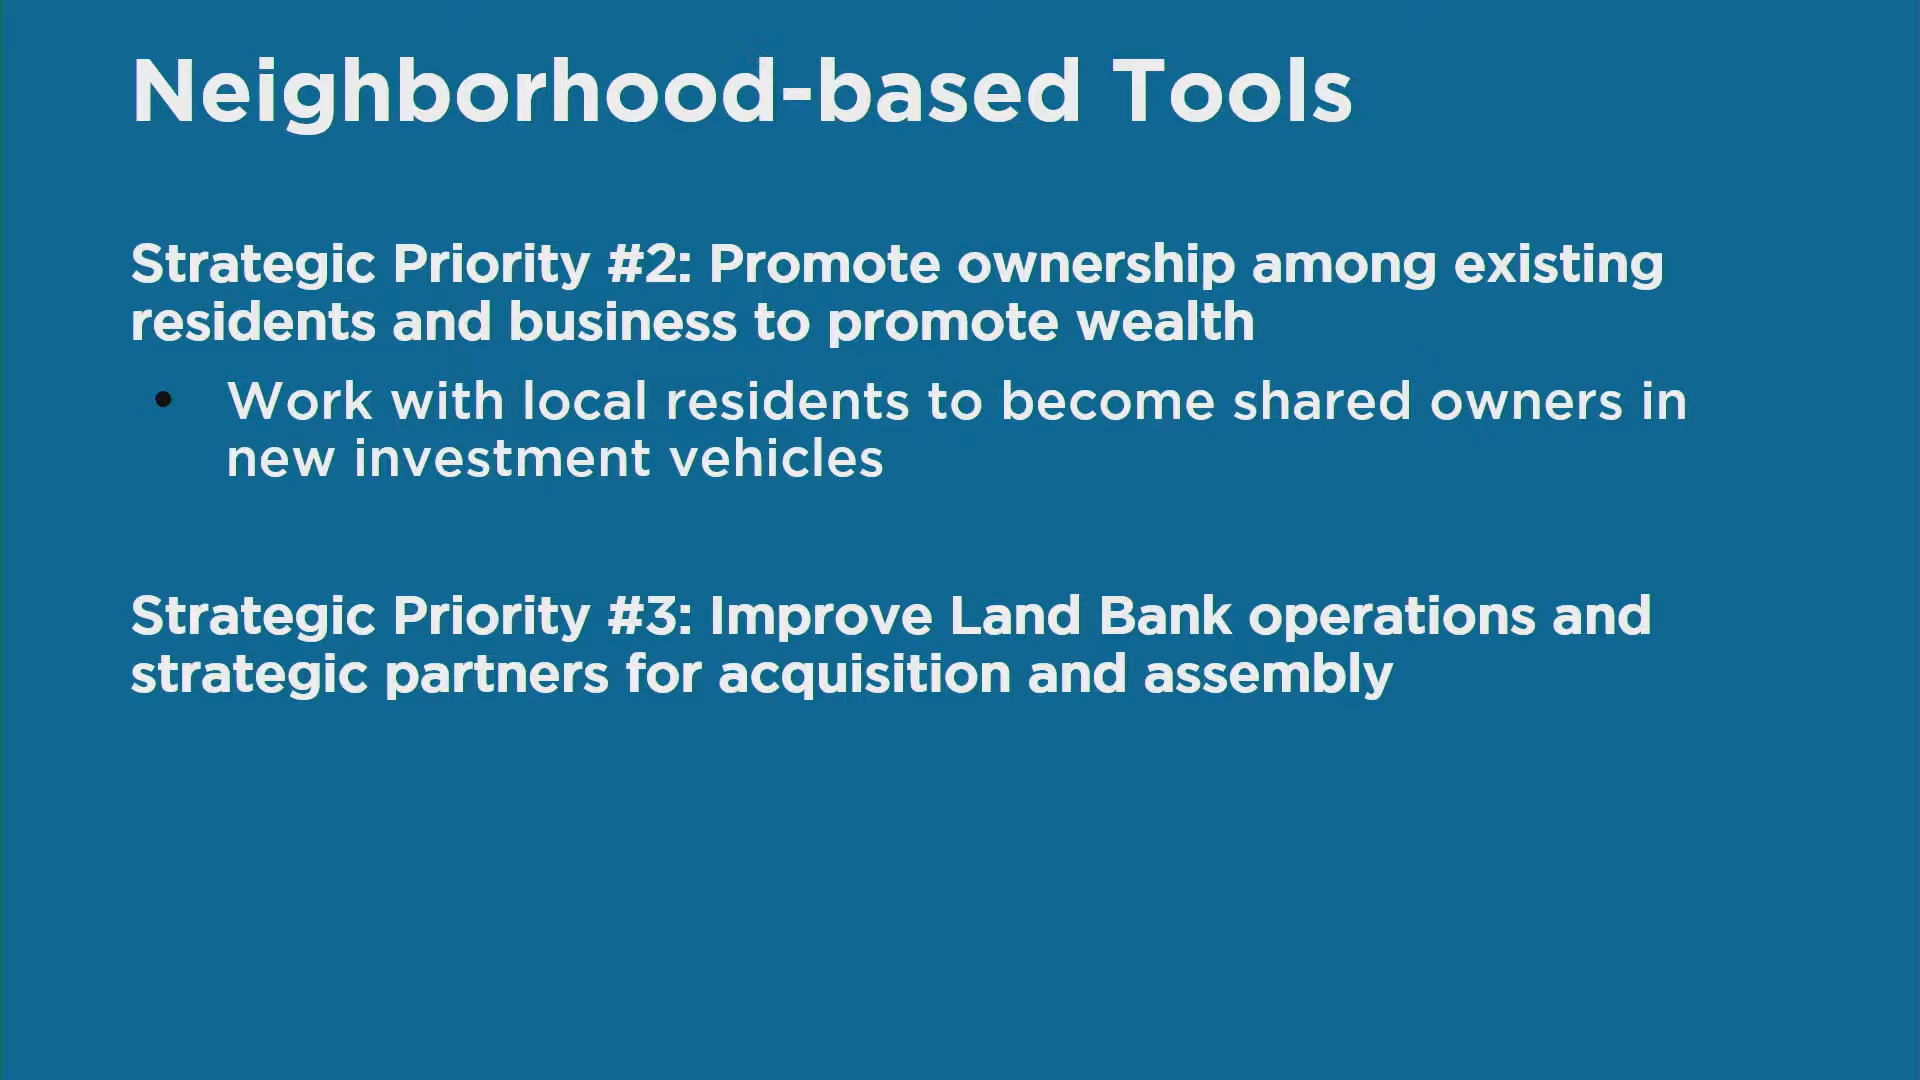 Neighborhood-based Tools
Strategic Priority #2: Promote ownership among existing
residents and business to promote wealth
• Work with local residents to become shared owners in
new investment vehicles
Strategic Priority #3: Improve Land Bank operations and
strategic partners for acquisition and assembly